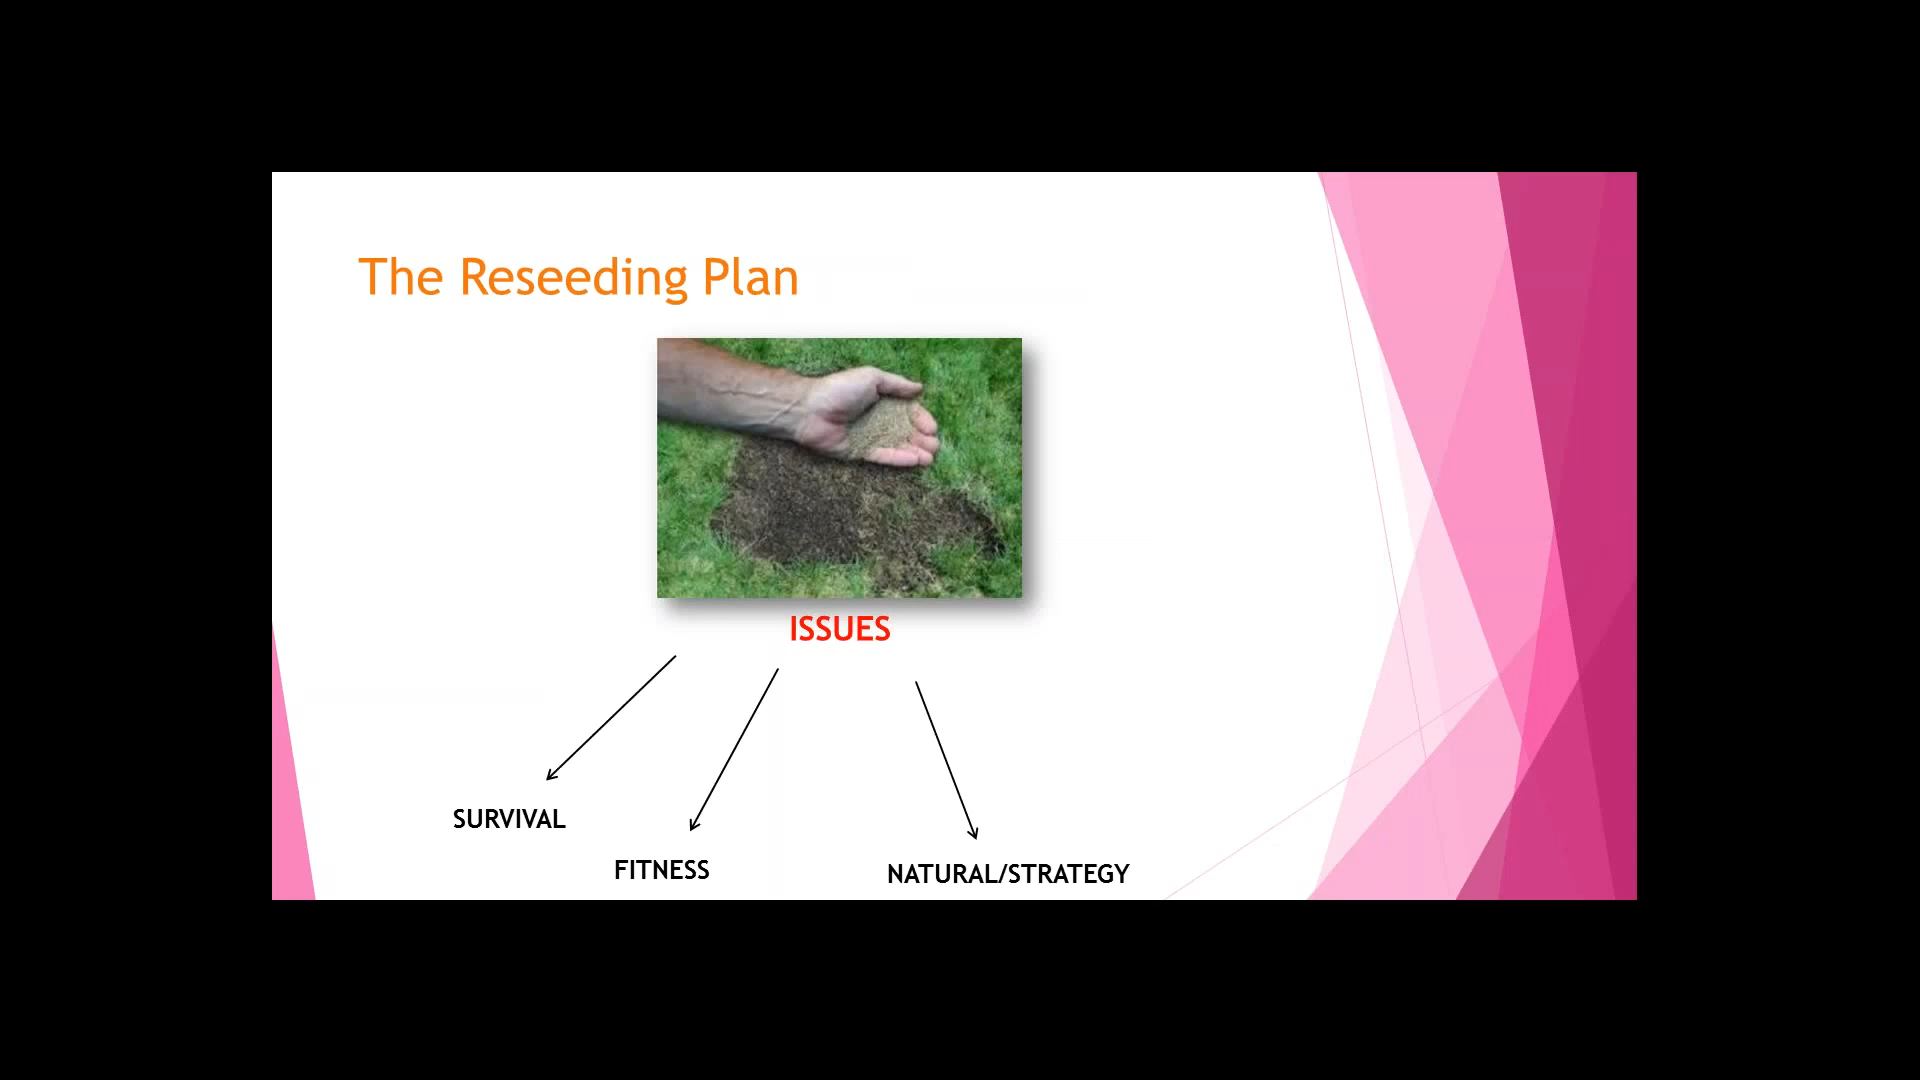 The Reseeding Plan
ISSUES
SURVIVAL
FITNESS
NATURAL/STRATEGY